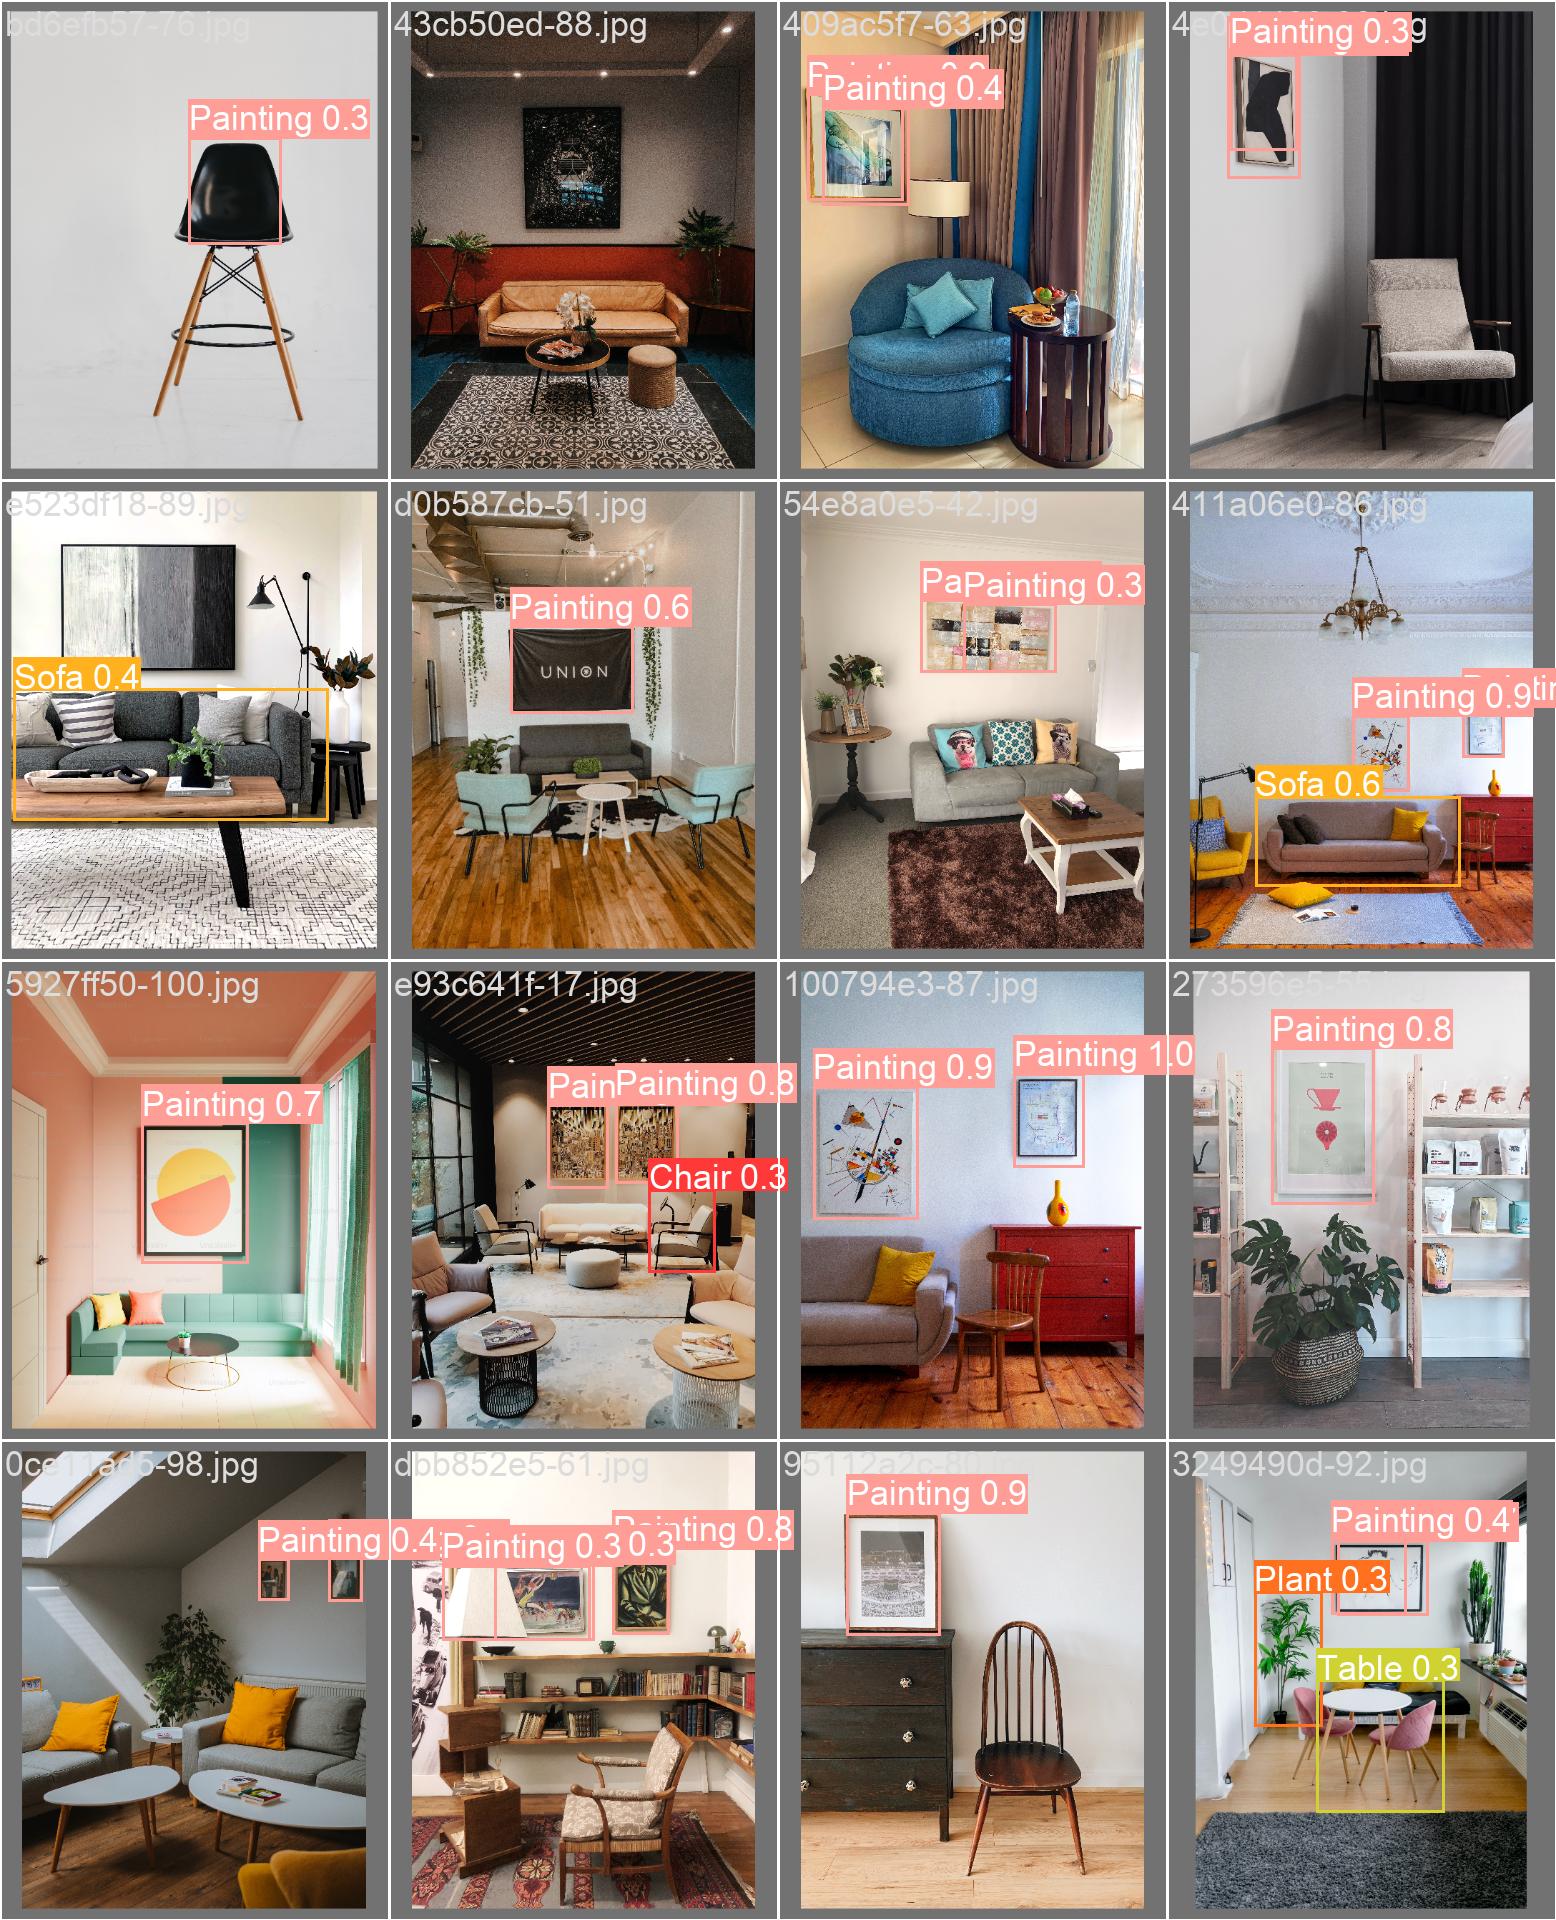 bd6efb57-76.jpg
Painting 0.3
43cb50ed-88.jpg
409ac5f7-63.jpg
Painting 0.4
Painting 0.3
e523df18-89.jpg
Sofa 0.4
d0b587cb-51.jpg
Painting 0.6
UNION
54e8a0e5-42.jpg
Painting 0.3
411a06e0-86.jpg
Painting 0.9
Sofa 0.6
5927ff50-100.jpg
Painting 0.7
e93c641f-17.jpg
Pain
Painting 0.8
Chair 0.3
100794e3-87.jpg
Painting 0.9
Painting 1.0
273596e5-55.jpg
Painting 0.8
0ce11ad5-98.jpg
Painting 0.4
dbb852e5-61.jpg
Painting 0.8
Painting 0.3
0.3
Painting 0.9
3249490d-92.jpg
Painting 0.4
Plant 0.3
Table 0.3